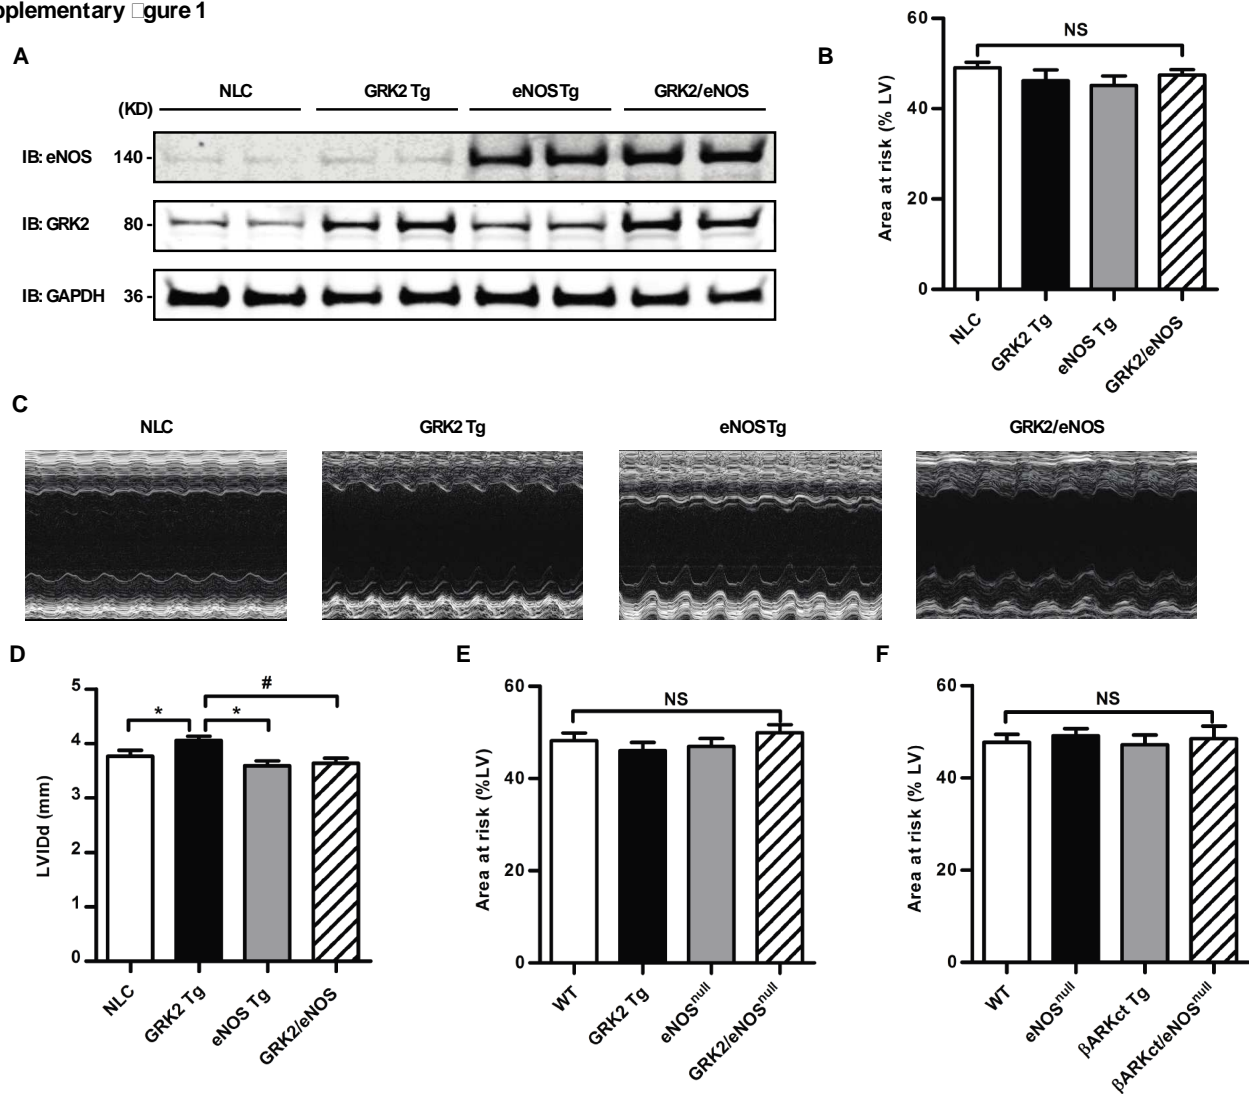 pplementary □gure 1
A
NLC GRK2 Tg eNOS Tg GRK2/eNOS
(KD)
IB: eNOS 140 -
IB: GRK2 80 -
IB: GAPDH 36 -
B
Area at risk (% LV)
60
40
20
0
NS
NLC GRK2 Tg eNOS Tg GRK2/eNOS
C
NLC GRK2 Tg eNOS Tg GRK2/eNOS
D
LVIDd (mm)
5
4
3
2
1
0
#
* *
NLC GRK2 Tg eNOS Tg GRK2/eNOS
E
Area at risk (%LV)
60
40
20
0
NS
WT GRK2 Tg eNOSnull GRK2/eNOSnull
F
Area at risk (% LV)
60
40
20
0
NS
WT eNOSnull βARKct Tg βARKct/eNOSnull